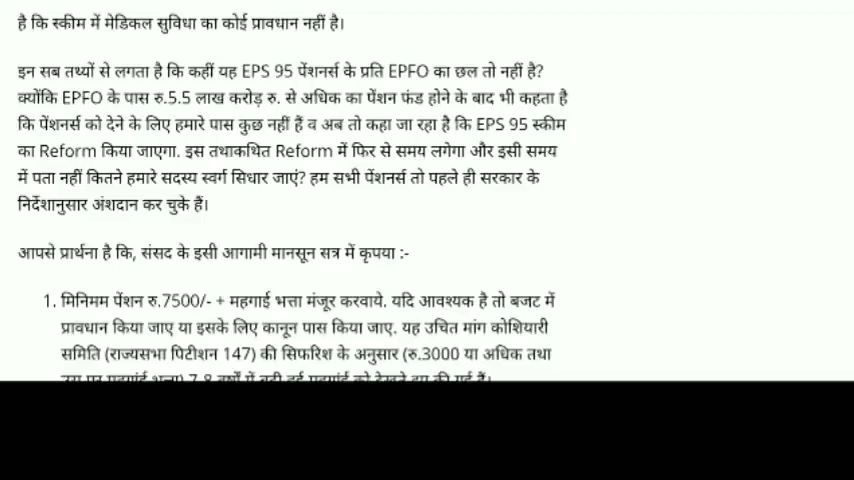 है कि स्कीम में मेडिकल सुविधा का कोई प्रावधान नहीं है।
इन सब तथ्यों से लगता है कि कहीं यह EPS 95 पेंशनर्स के प्रति EPFO का छल तो नहीं है?
क्योंकि EPFO के पास रु.5.5 लाख करोड़ रु. से अधिक का पेंशन फंड होने के बाद भी कहता है
कि पेंशनर्स को देने के लिए हमारे पास कुछ नहीं हैं व अब तो कहा जा रहा है कि EPS 95 स्कीम
का Reform किया जाएगा. इस तथाकथित Reform में फिर से समय लगेगा और इसी समय
में पता नहीं कितने हमारे सदस्य स्वर्ग सिधार जाएं? हम सभी पेंशनर्स तो पहले ही सरकार के
निर्देशानुसार अंशदान कर चुके हैं।
आपसे प्रार्थना है कि, संसद के इसी आगामी मानसून सत्र में कृपया :-
1. मिनिमम पेंशन रु.7500/- + महगाई भत्ता मंजूर करवाये. यदि आवश्यक है तो बजट में
प्रावधान किया जाए या इसके लिए कानून पास किया जाए. यह उचित मांग कोशियारी
समिति (राज्यसभा पिटीशन 147) की सिफरिश के अनुसार (रु.3000 या अधिक तथा